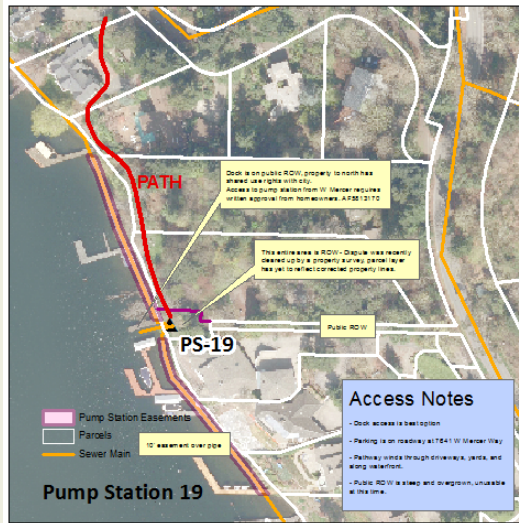 PATH
Dock is on public ROW, property to north has
shared use rights with city.
Access to pump station from W Mercer requires
written approval from homeowners. AF5613170
This entire area is ROW - Dispute was recently
cleared up by a property survey, parcel layer
has yet to reflect corrected property lines.
Public ROW
PS-19
Pump Station Easements
Parcels
Sewer Main
10' easement over pipe
Pump Station 19
Access Notes
- Dock access is best option
- Parking is on roadway at 7641 W Mercer Way
- Pathway winds through driveways, yards, and
along waterfront.
- Public ROW is steep and overgrown, unusable
at this time.